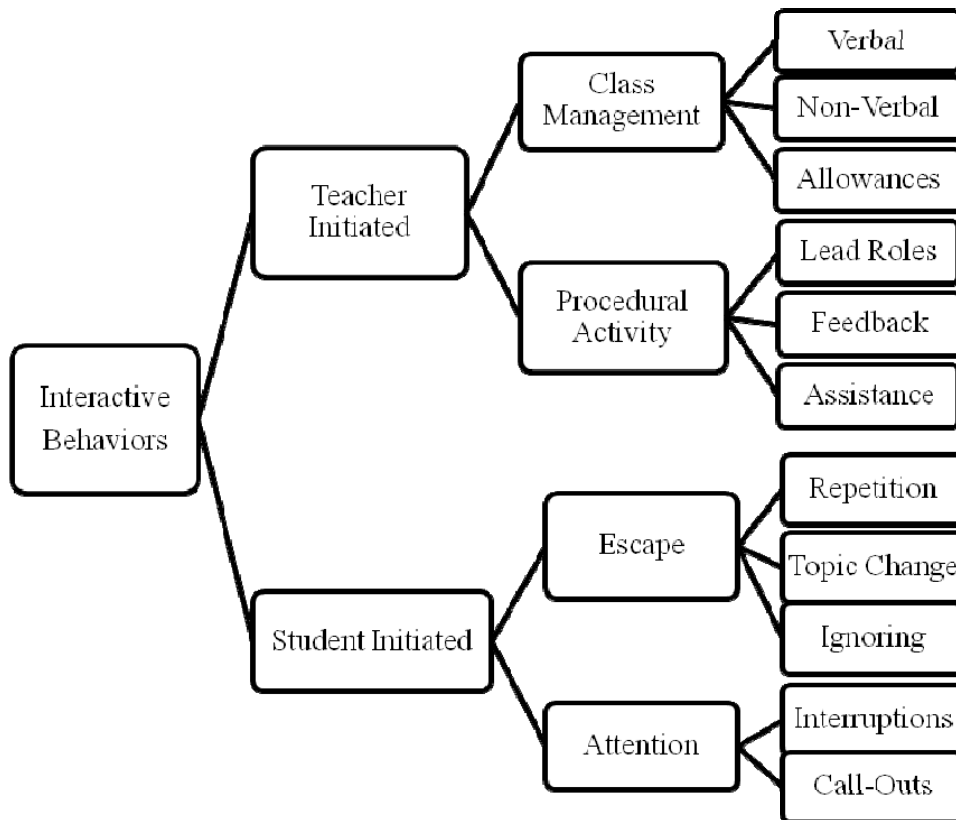 Verbal
Class
Management
Non-Verbal
Allowances
Teacher
Initiated
Lead Roles
Procedural
Activity
Feedback
Assistance
Interactive
Behaviors
Repetition
Escape
Topic Change
Ignoring
Student Initiated
Interruptions
Attention
Call-Outs